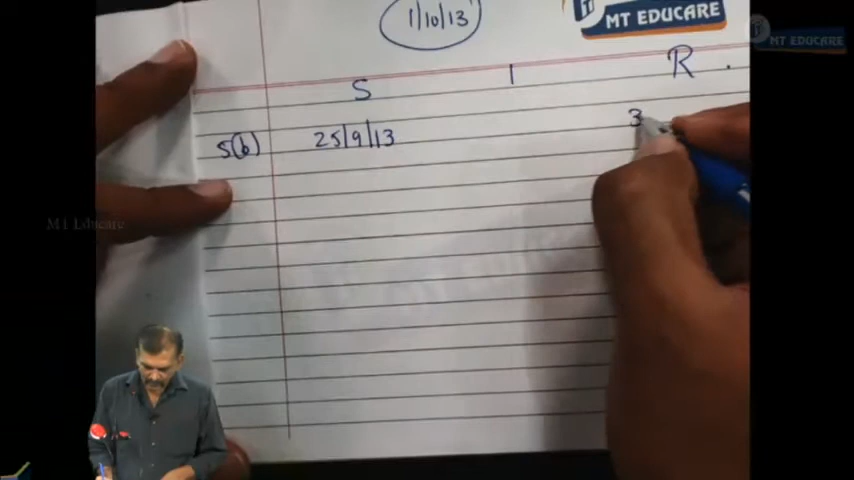 1/10/13
MT EDUCARE
MT EDUCARE
S I R
5(b) 25/9/13 3
MT Educare